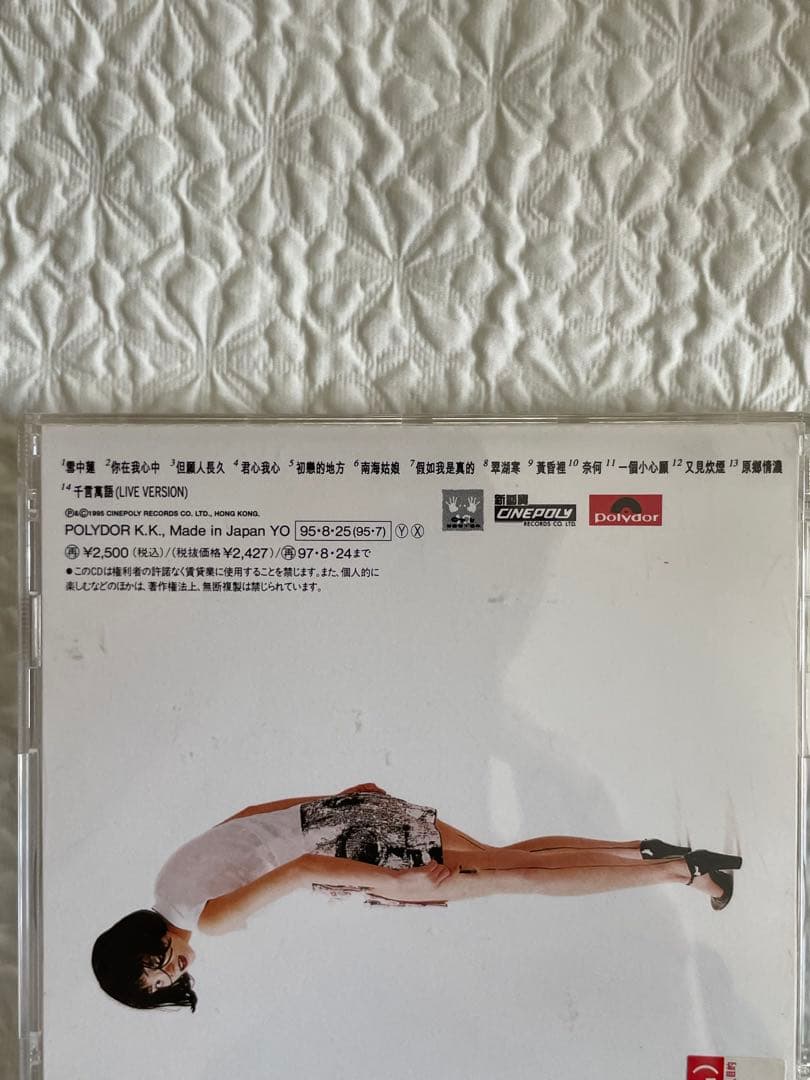 1雪中蓮 2你在我心中 3但願人長久 4君心我心 5初戀的地方 6南海姑娘 7假如我是真的 8翠湖寒 9黃昏裡 10奈何 11一個小心願 12又見炊煙 13原鄉情濃
14千言萬語(LIVE VERSION)
℗&©1995 CINEPOLY RECORDS CO. LTD., HONG KONG.
POLYDOR K.K., Made in Japan YO 95・8・25(95・7) Ⓨ Ⓧ
㊢¥2,500(税込)/(税抜価格¥2,427)/㊢97・8・24まで
●このCDは権利者の許諾なく賃貸業に使用することを禁じます。また、個人的に
楽しむなどのほかは、著作権法上、無断複製は禁じられています。
新藝寶
CINEPOLY
RECORDS CO. LTD.
polydor